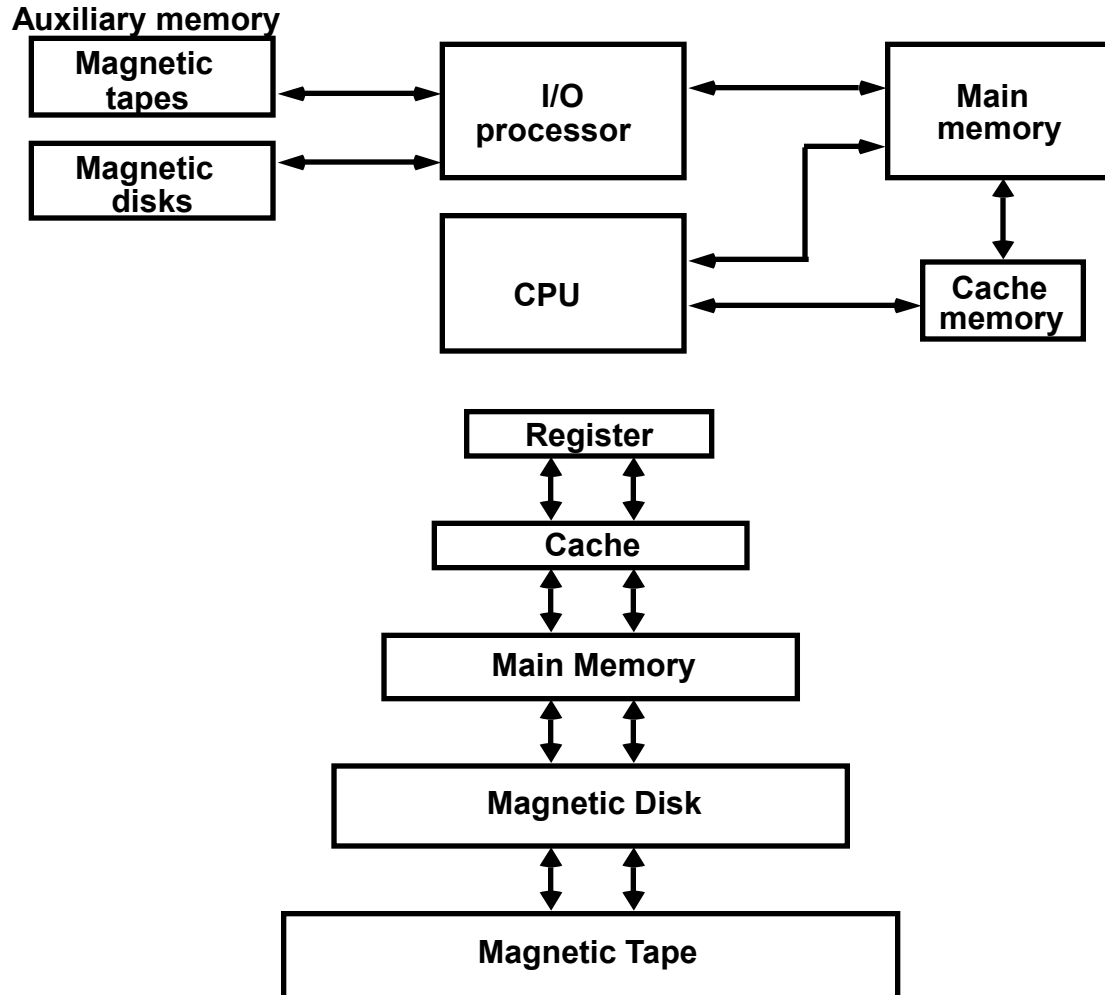 Auxiliary memory
Magnetic
tapes
I/O
processor
Main
memory
Magnetic
disks
CPU
Cache
memory
Register
Cache
Main Memory
Magnetic Disk
Magnetic Tape